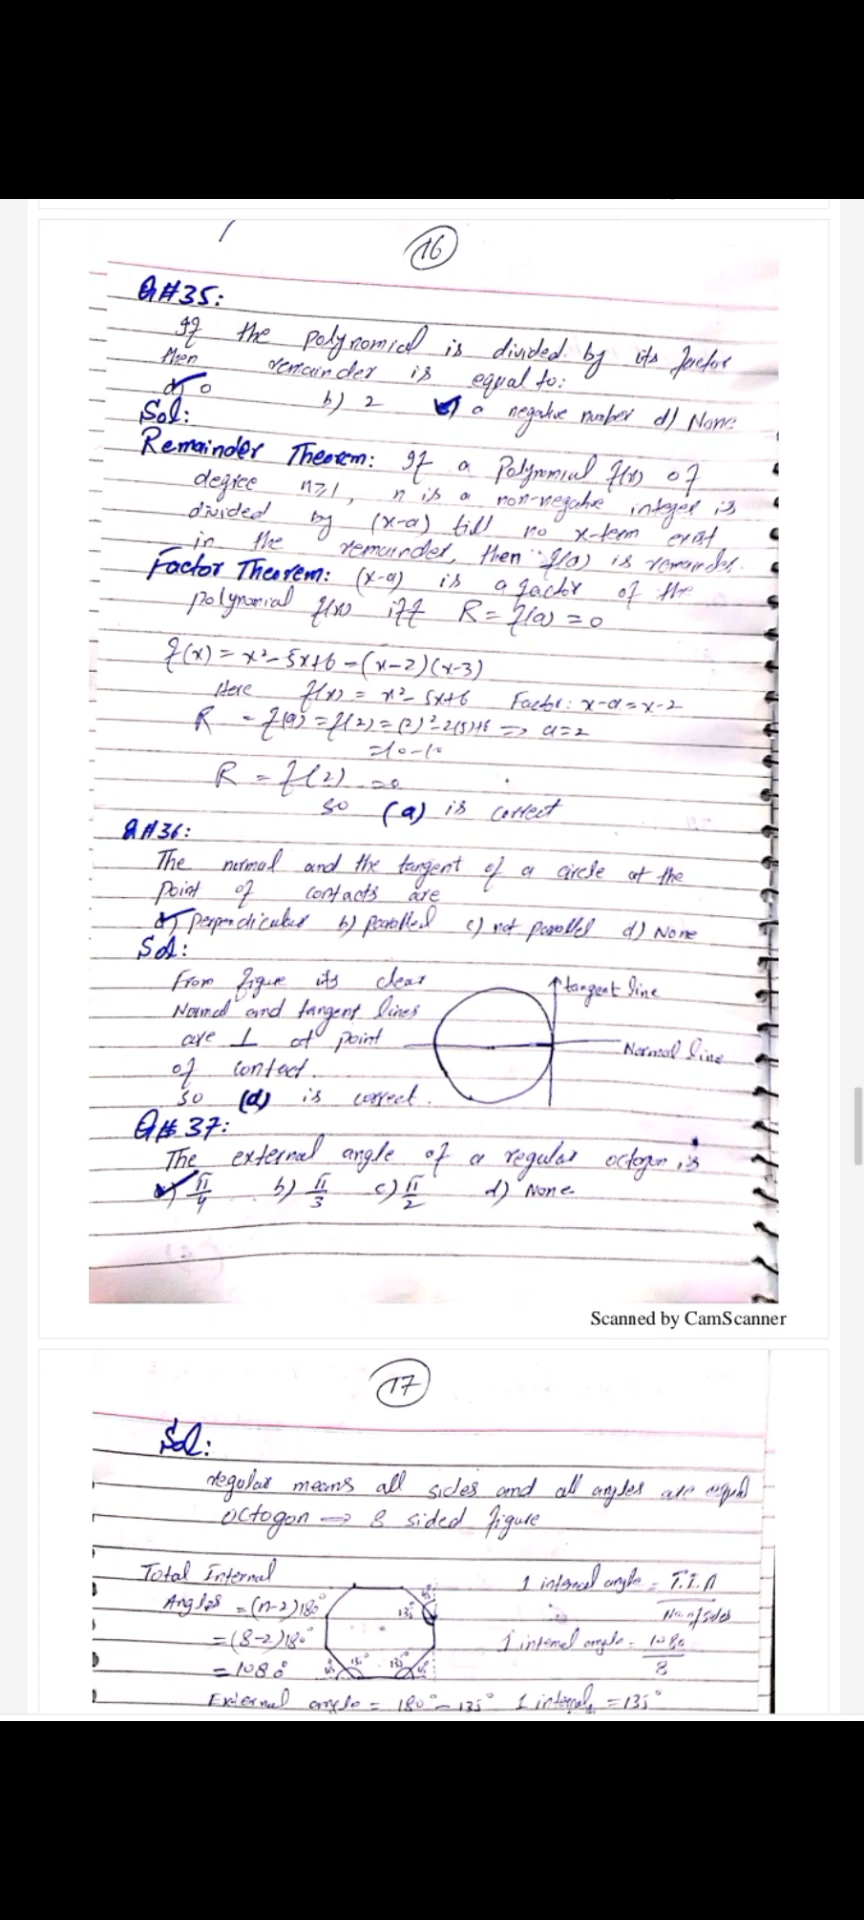 16
Q#35:
If the polynomial is divided by its factor
then remainder is equal to:
a) 0 b) 2 c) a negative number d) None
Sol:
Remainder Theorem: If a Polynomial f(x) of
degree n≥1, n is a non-negative integer is
divided by (x-a) till no x-term exist
in the remainder, then f(a) is remainder.
Factor Theorem: (x-a) is a factor of the
polynomial f(x) iff R = f(a) = 0
f(x) = x²-5x+6 = (x-2)(x-3)
Here f(x) = x²-5x+6 Factor: x-a = x-2
R = f(a) = f(2) = (2)²-2(5)+6 => a=2
=10-10
R = f(2) = 0
so (a) is correct
Q#36:
The normal and the tangent of a circle at the
point of contacts are
a) perpendicular b) parallel c) not parallel d) None
Sol:
From figure its clear
Normal and tangent lines
are ⊥ at point
of contact.
so (a) is correct.
tangent line
Normal line
Q#37:
The external angle of a regular octogon is
a) π/4 b) π/3 c) π/2 d) None
Scanned by CamScanner
17
Sol:
regular means all sides and all angles are equal
octogon => 8 sided figure
Total Internal
Angles = (n-2)180°
=(8-2)180°
=1080°
135° 45°
45° 135° 135° 45°
1 internal angle = T.I.A / No. of sides
1 internal angle = 1080 / 8
External angle = 180° - 135° 1 internal = 135°